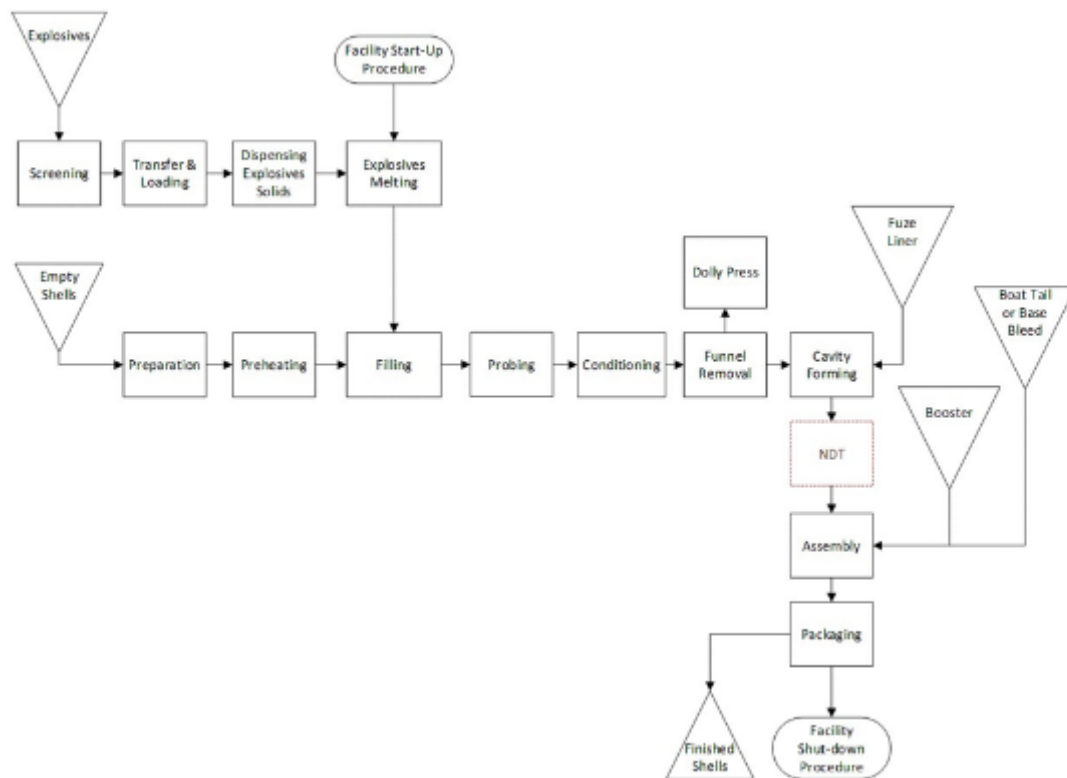 Explosives
Facility Start-Up
Procedure
Screening
Transfer &
Loading
Dispensing
Explosives
Solids
Explosives
Melting
Fuze
Liner
Empty
Shells
Dolly Press
Boat Tail
or Base
Bleed
Preparation
Preheating
Filling
Probing
Conditioning
Funnel
Removal
Cavity
Forming
Booster
NDT
Assembly
Packaging
Finished
Shells
Facility
Shut-down
Procedure